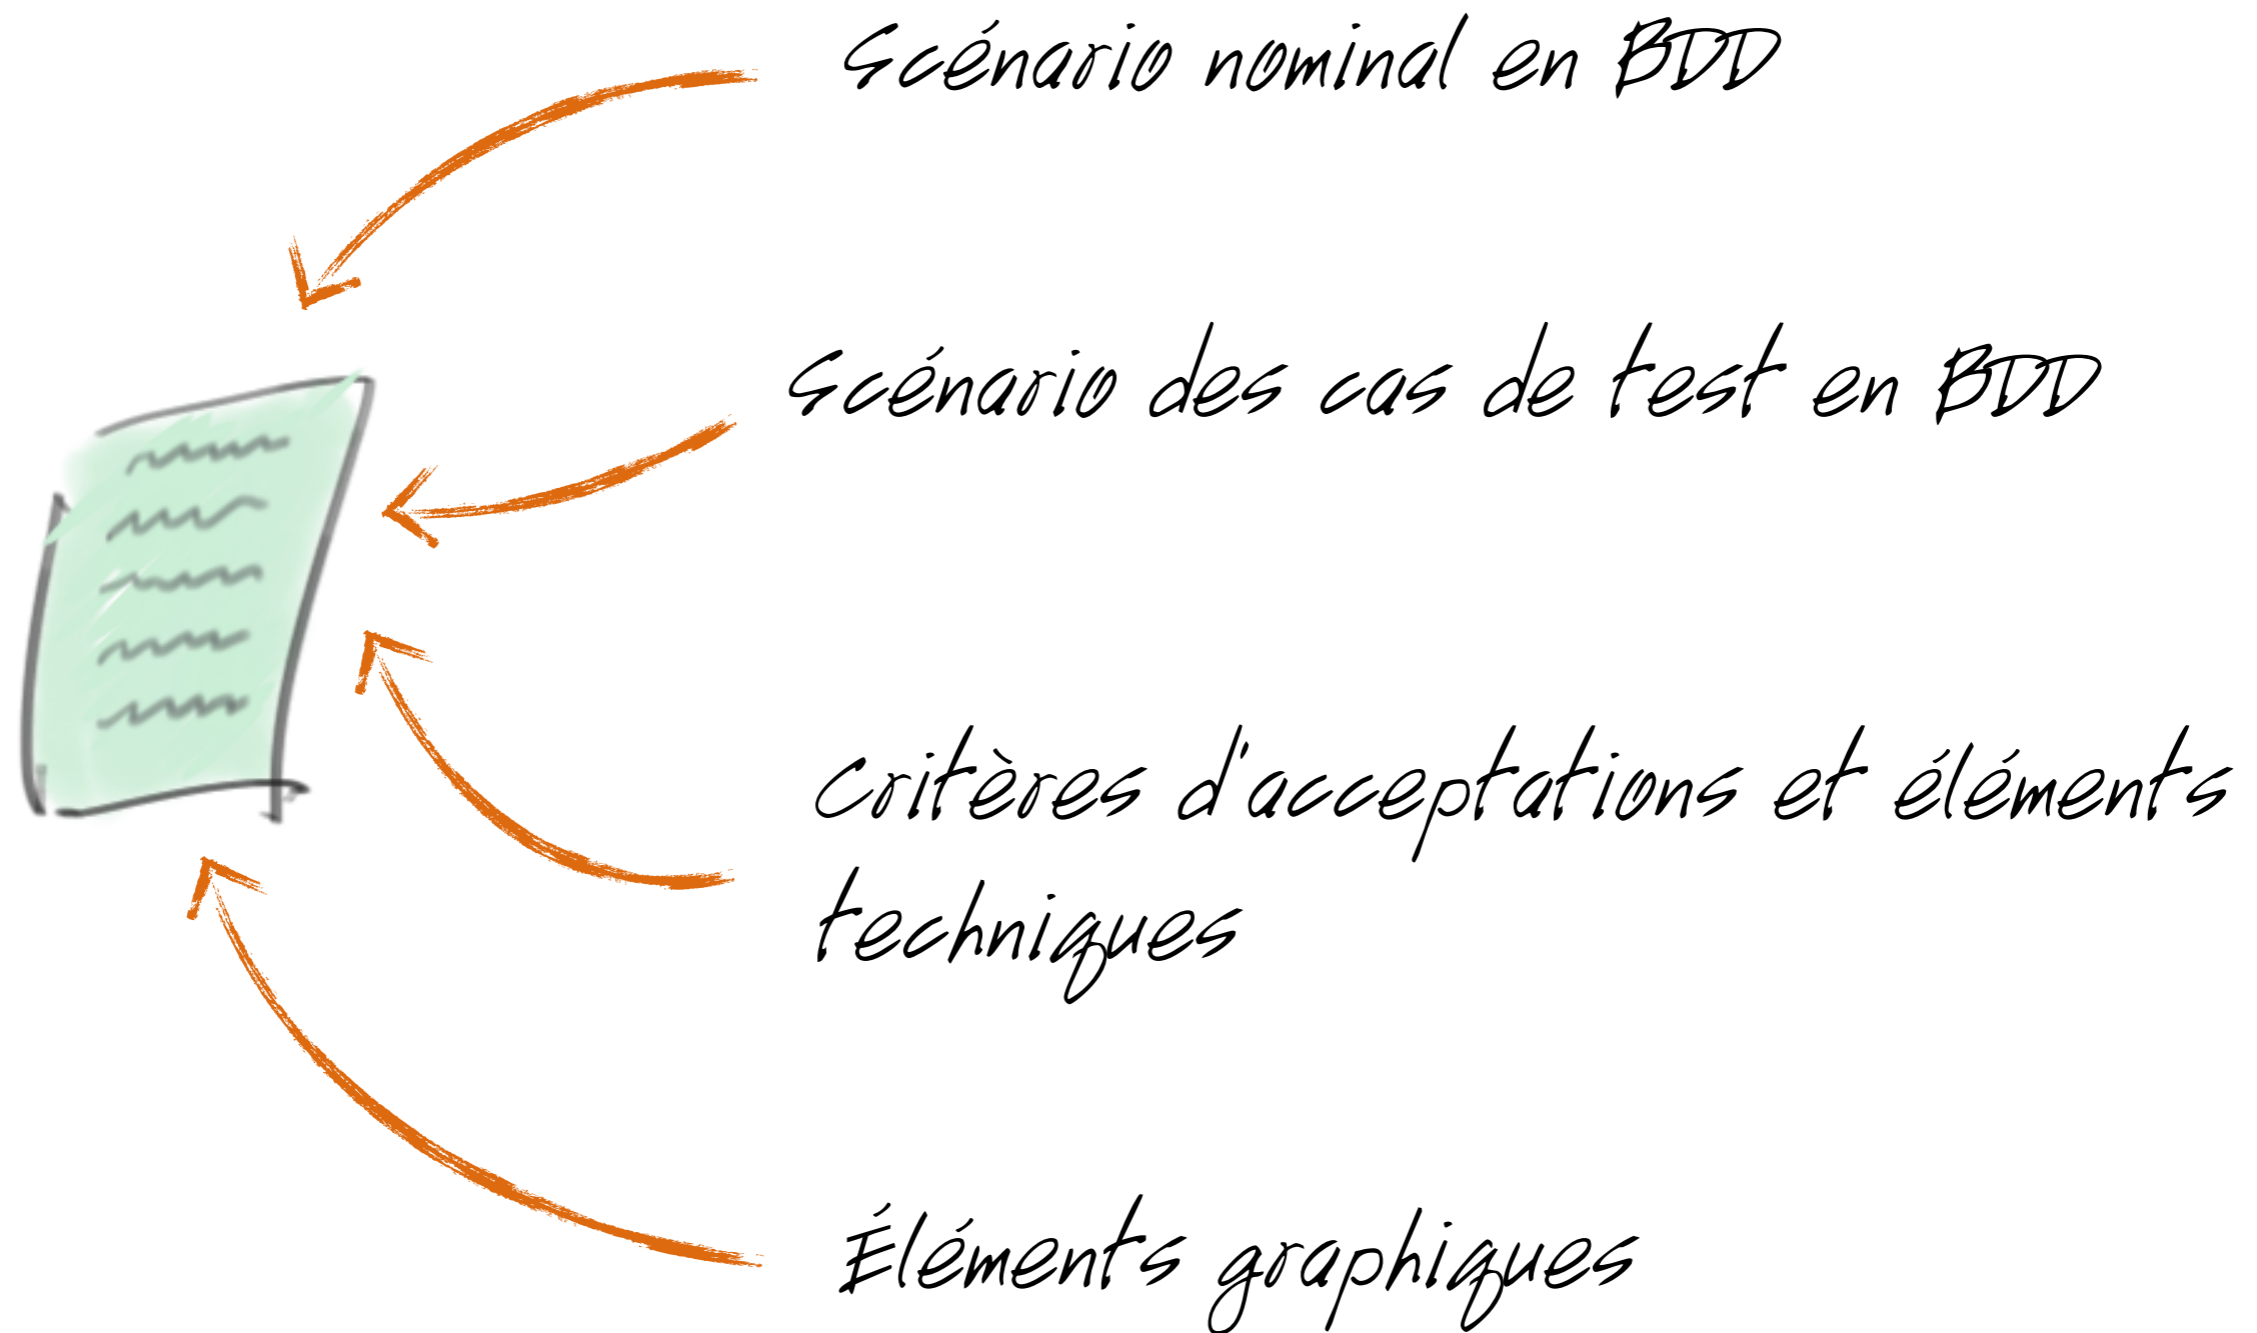 Scénario nominal en BDD
Scénario des cas de test en BDD
Critères d'acceptations et éléments
techniques
Éléments graphiques